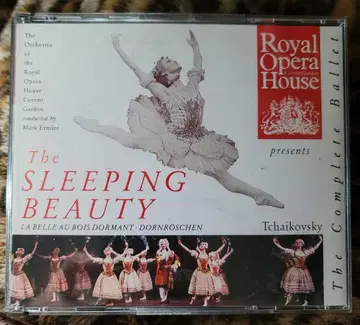 The
Orchestra
of the
Royal
Opera
House
Covent
Garden
conducted by
Mark Ermler
Royal
Opera
House
presents
The Complete Ballet
The
SLEEPING
BEAUTY
LA BELLE AU BOIS DORMANT · DORNRÖSCHEN
Tchaikovsky